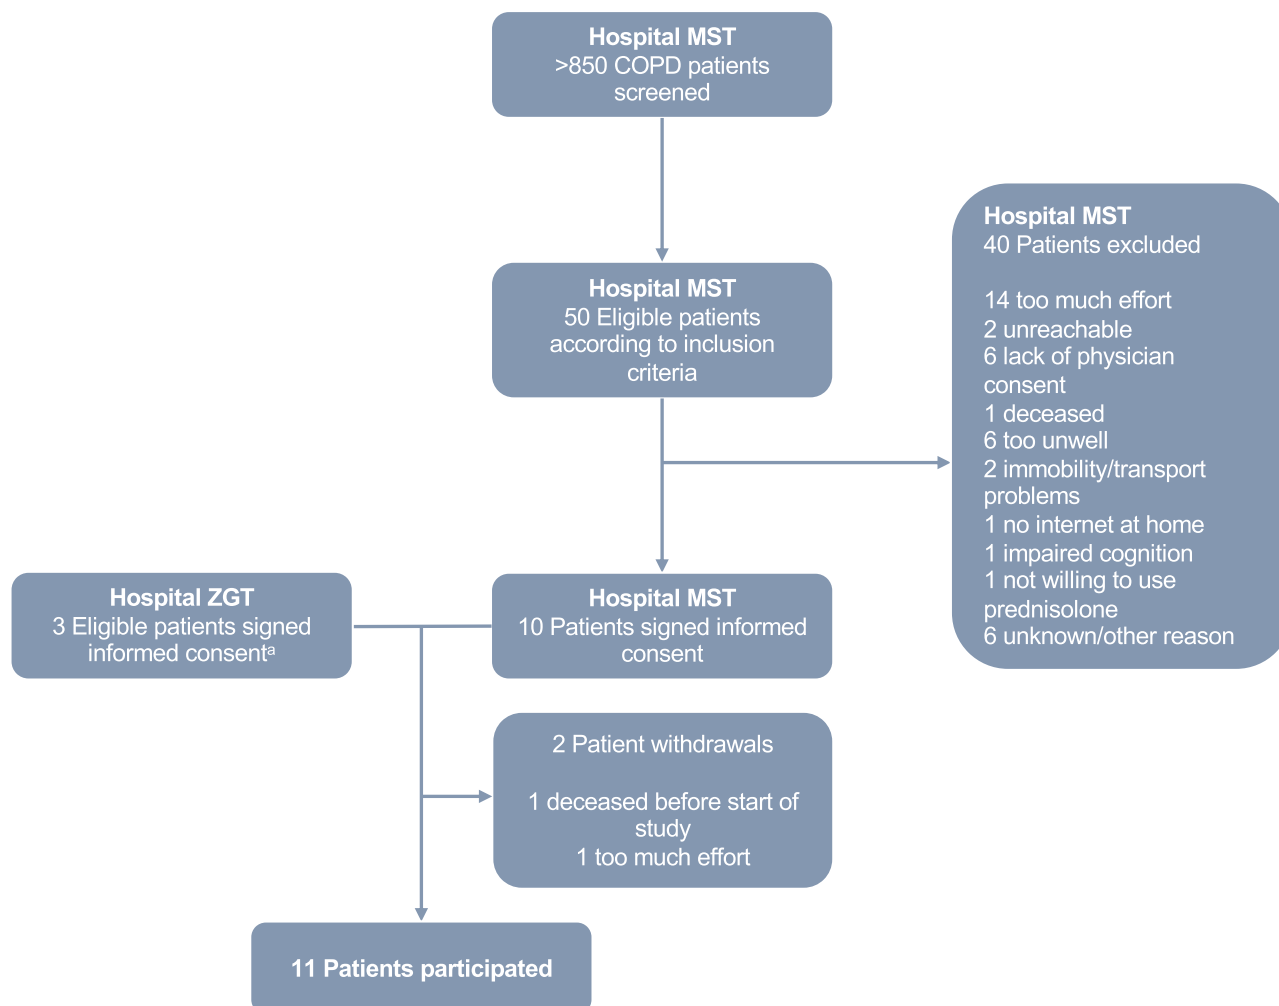 Hospital MST
>850 COPD patients
screened
Hospital MST
50 Eligible patients
according to inclusion
criteria
Hospital MST
40 Patients excluded
14 too much effort
2 unreachable
6 lack of physician
consent
1 deceased
6 too unwell
2 immobility/transport
problems
1 no internet at home
1 impaired cognition
1 not willing to use
prednisolone
6 unknown/other reason
Hospital ZGT
3 Eligible patients signed
informed consentᵃ
Hospital MST
10 Patients signed informed
consent
2 Patient withdrawals
1 deceased before start of
study
1 too much effort
11 Patients participated